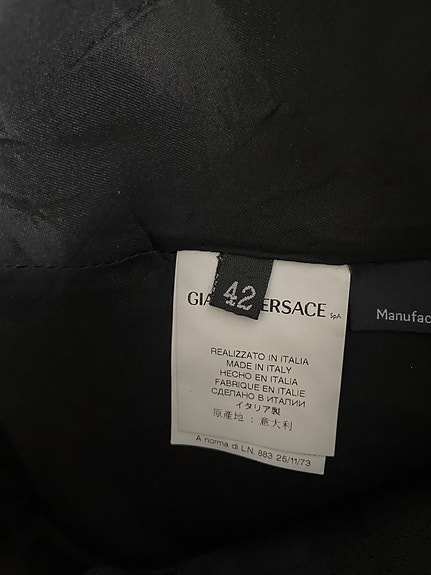 42
GIA ERSACE SpA
Manufac
REALIZZATO IN ITALIA
MADE IN ITALY
HECHO EN ITALIA
FABRIQUE EN ITALIE
СДЕЛАНО В ИТАЛИИ
イタリア製
原產地：意大利
A norma di L.N. 883 25/11/73